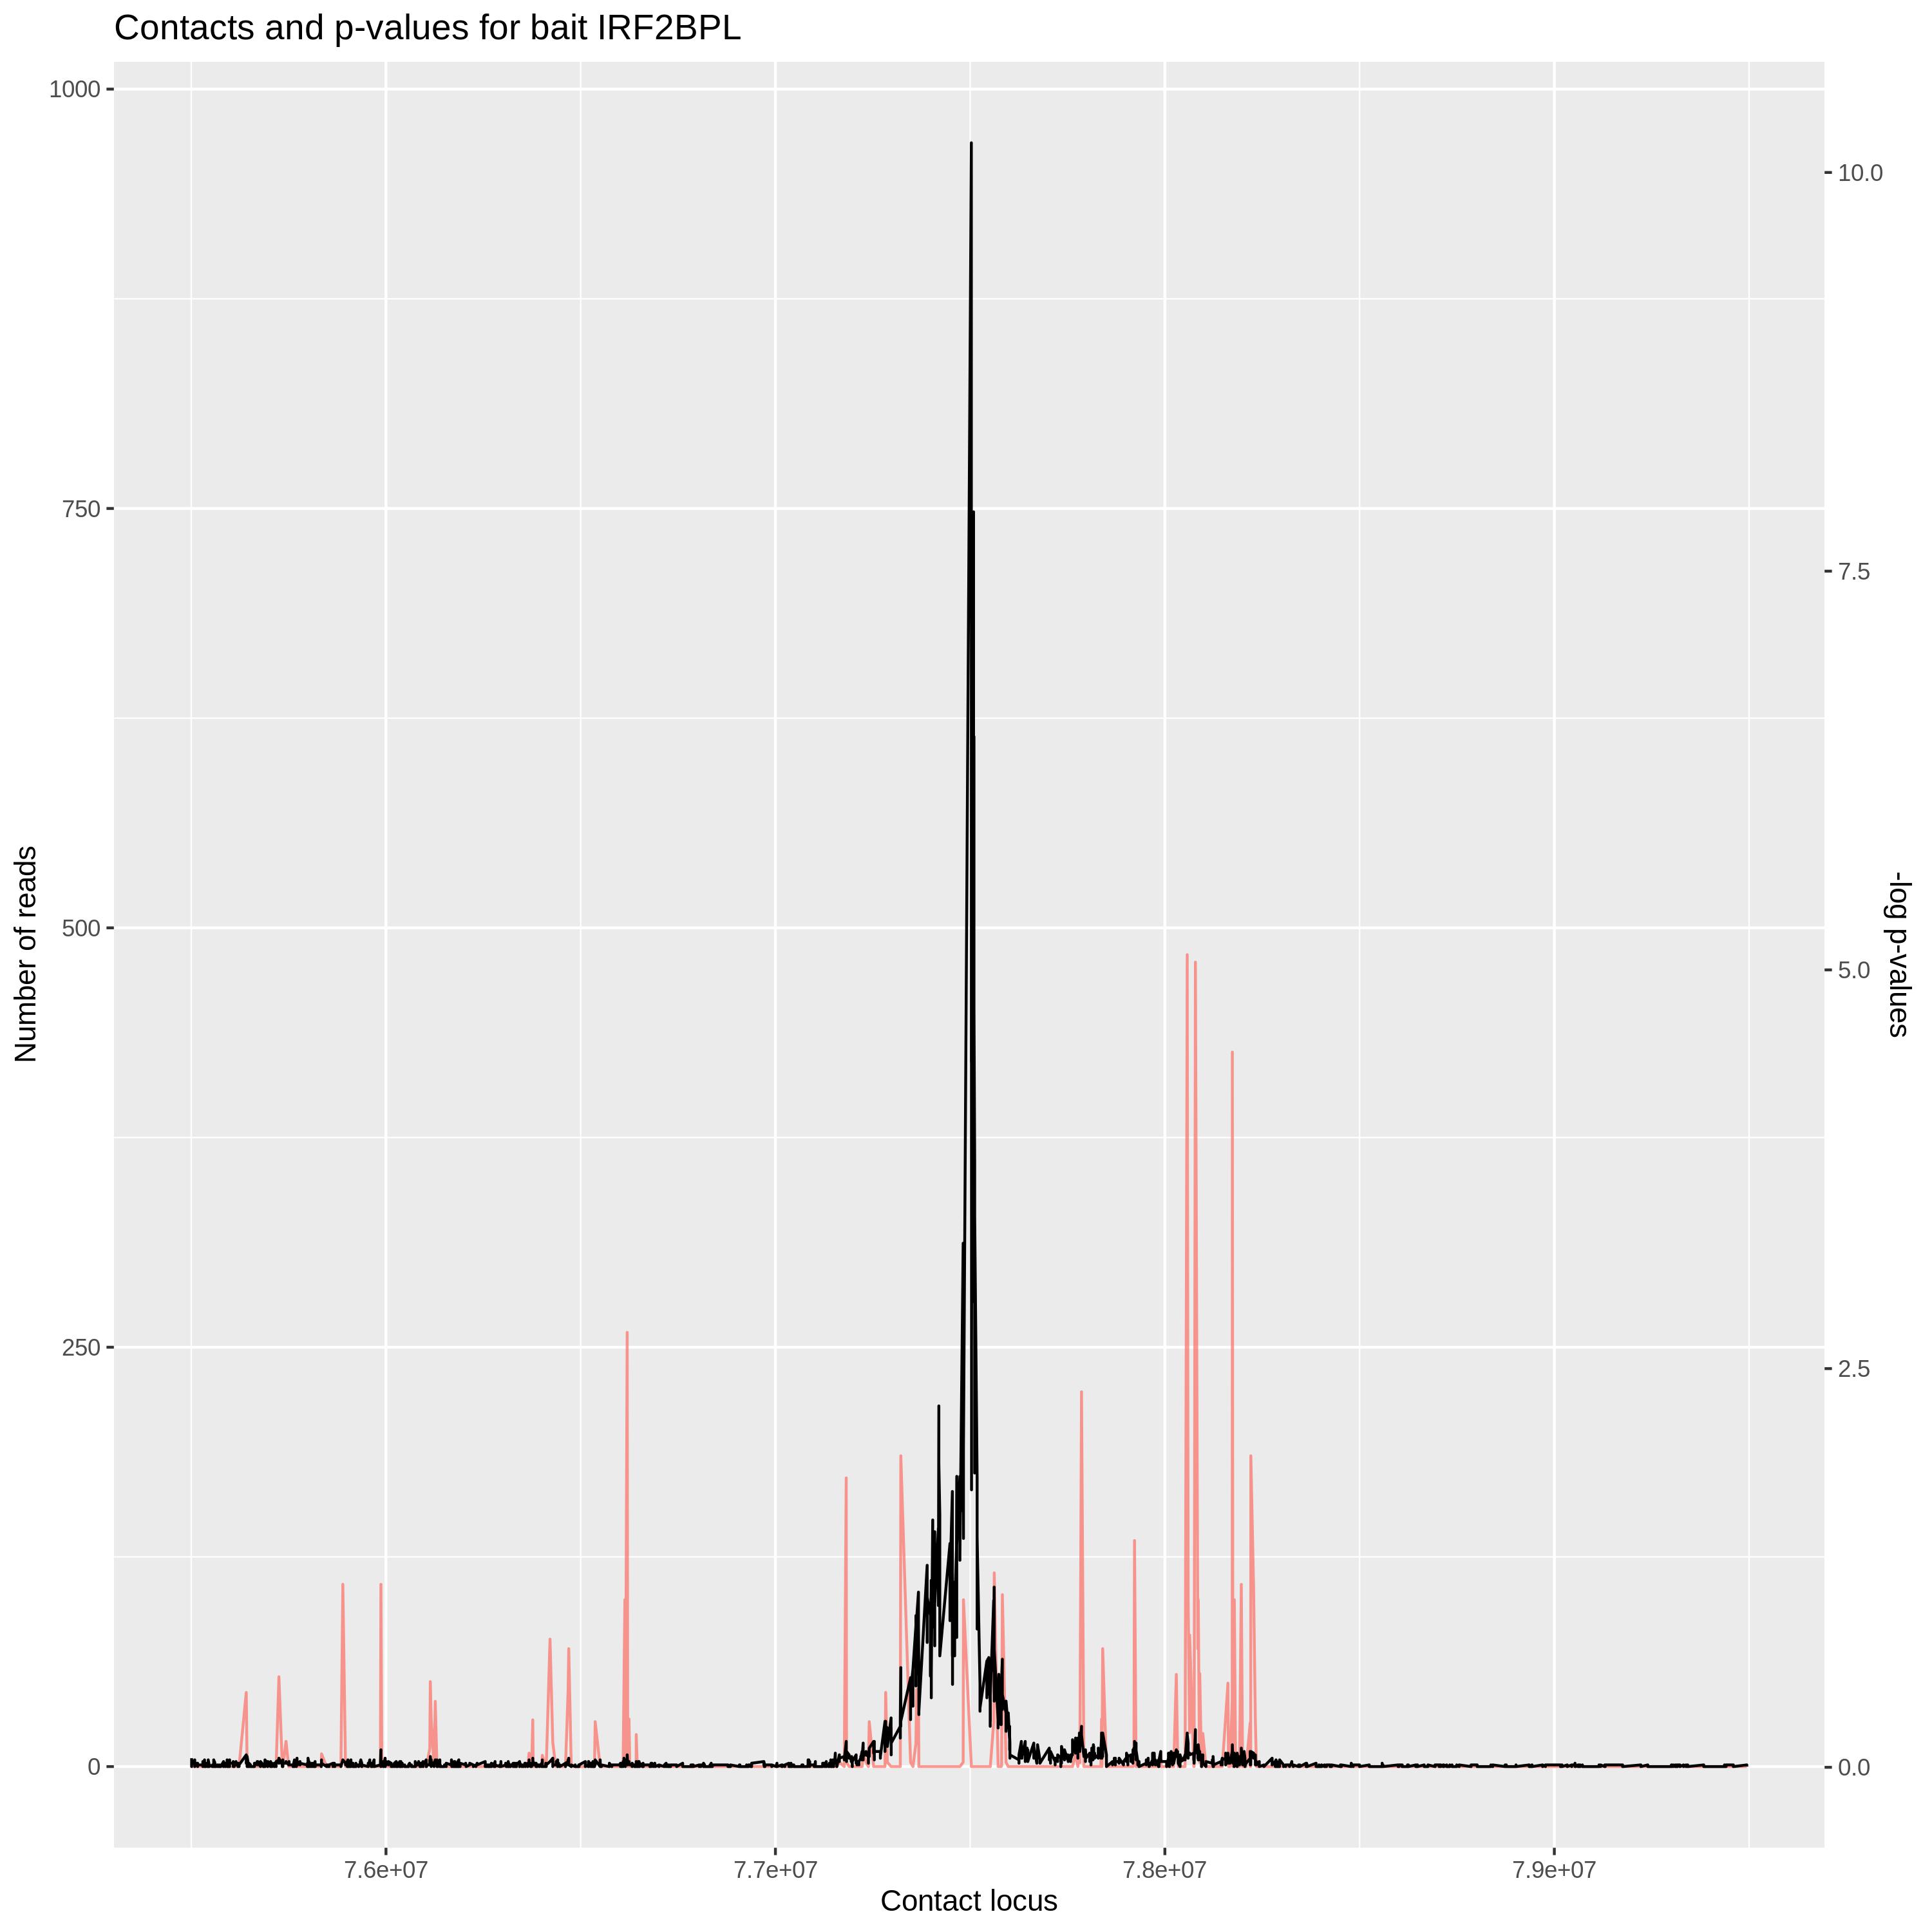 Contacts and p-values for bait IRF2BPL
1000
750
500
250
0
Number of reads
10.0
7.5
5.0
2.5
0.0
-log p-values
7.6e+07
7.7e+07
7.8e+07
7.9e+07
Contact locus